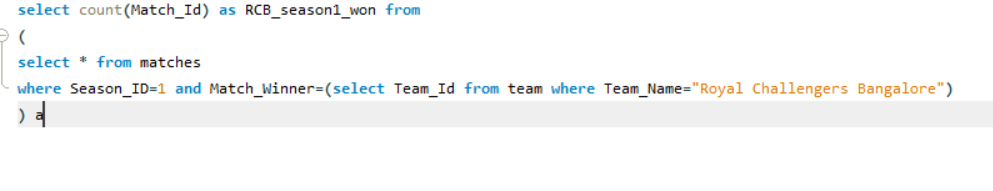 select count(Match_Id) as RCB_season1_won from
(
select * from matches
where Season_ID=1 and Match_Winner=(select Team_Id from team where Team_Name="Royal Challengers Bangalore")
) a